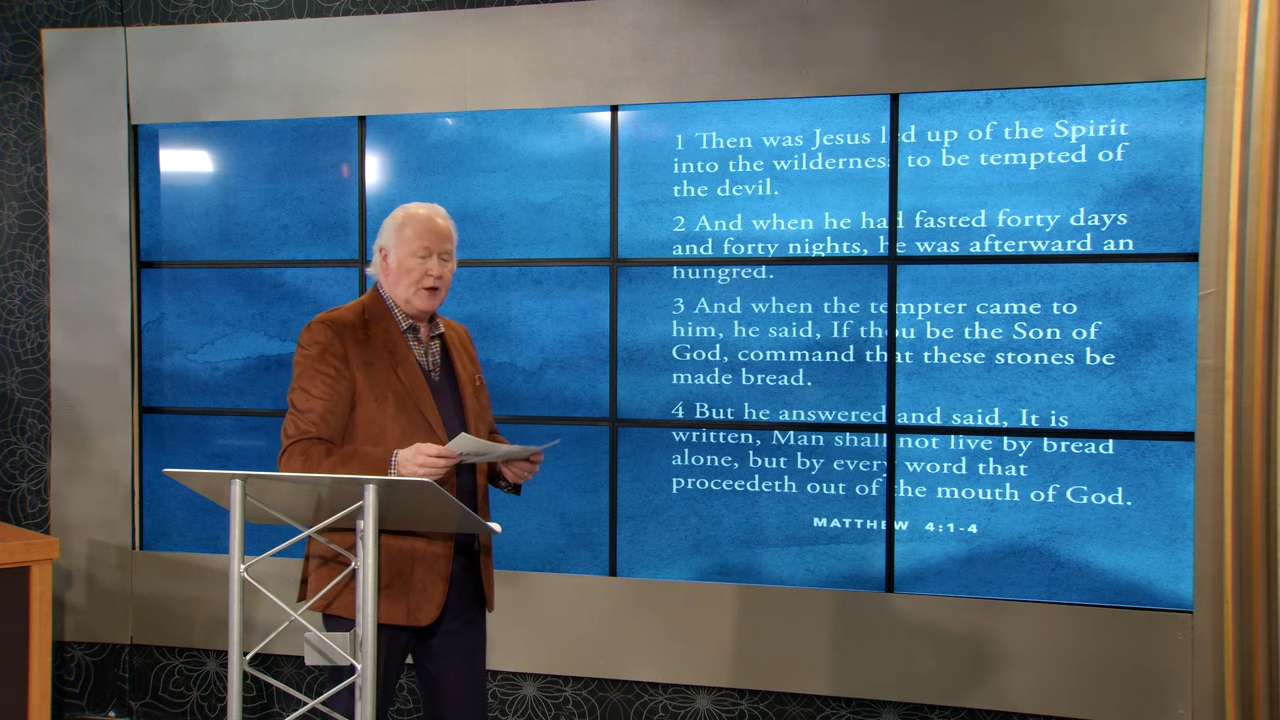 1 Then was Jesus led up of the Spirit
into the wilderness to be tempted of
the devil.
2 And when he had fasted forty days
and forty nights, he was afterward an
hungred.
3 And when the tempter came to
him, he said, If thou be the Son of
God, command that these stones be
made bread.
4 But he answered and said, It is
written, Man shall not live by bread
alone, but by every word that
proceedeth out of the mouth of God.
MATTHEW 4:1-4